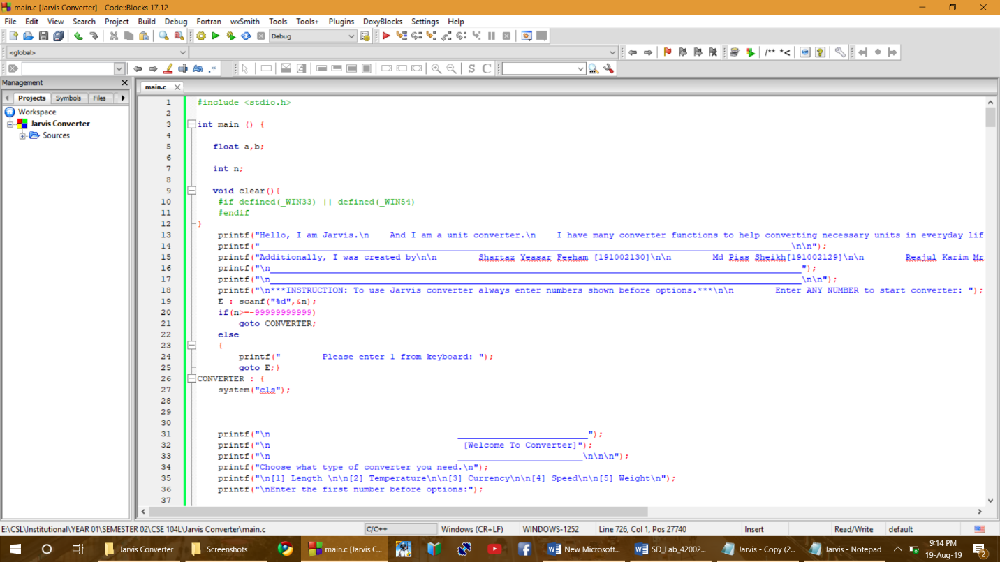 main.c [Jarvis Converter] - Code::Blocks 17.12
File Edit View Search Project Build Debug Fortran wxSmith Tools Tools+ Plugins DoxyBlocks Settings Help
Debug
<global>
/** *<
S C
Management
main.c
Projects Symbols Files
Workspace
Jarvis Converter
Sources
1 #include <stdio.h>
2
3 int main () {
4
5 float a,b;
6
7 int n;
8
9 void clear(){
10 #if defined(_WIN33) || defined(_WIN54)
11 #endif
12 }
13 printf("Hello, I am Jarvis.\n    And I am a unit converter.\n    I have many converter functions to help converting necessary units in everyday lif
14 printf("______\n\n");
15 printf("Additionally, I was created by\n\n        Shartaz Yeasar Feeham [191002130]\n\n        Md Pias Sheikh[191002129]\n\n        Reajul Karim Mr
16 printf("\n______");
17 printf("\n______\n\n");
18 printf("\n***INSTRUCTION: To use Jarvis converter always enter numbers shown before options.***\n\n        Enter ANY NUMBER to start converter: ");
19 E : scanf("%d",&n);
20 if(n>=-99999999999)
21 goto CONVERTER;
22 else
23 {
24 printf("        Please enter 1 from keyboard: ");
25 goto E;}
26 CONVERTER : {
27 system("cls");
28
29
30
31 printf("\n                                    ______");
32 printf("\n                                     [Welcome To Converter]");
33 printf("\n                                    ______\n\n\n");
34 printf("Choose what type of converter you need.\n");
35 printf("\n[1] Length \n\n[2] Temperature\n\n[3] Currency\n\n[4] Speed\n\n[5] Weight\n");
36 printf("\nEnter the first number before options:");
37
E:\CSL\Institutional\YEAR 01\SEMESTER 02\CSE 104L\Jarvis Converter\main.c C/C++ Windows (CR+LF) WINDOWS-1252 Line 726, Col 1, Pos 27740 Insert Read/Write default
Jarvis Converter Screenshots main.c [Jarvis C... New Microsoft... SD_Lab_42002... Jarvis - Copy (2... Jarvis - Notepad 9:14 PM
19-Aug-19 2